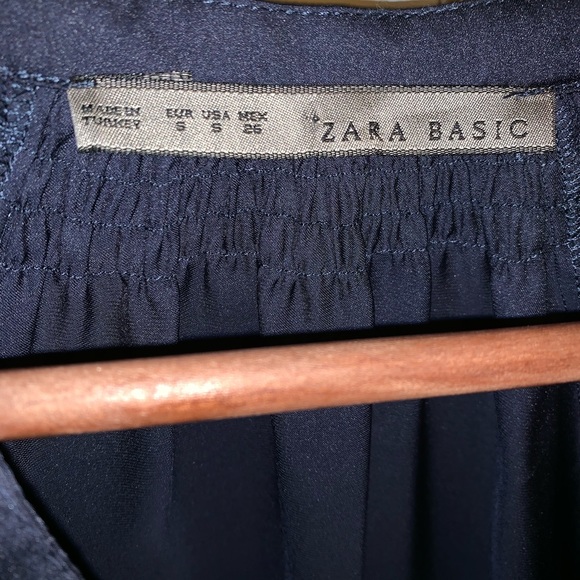 MADE IN
TURKEY
EUR USA MEX
S S 26
ZARA BASIC